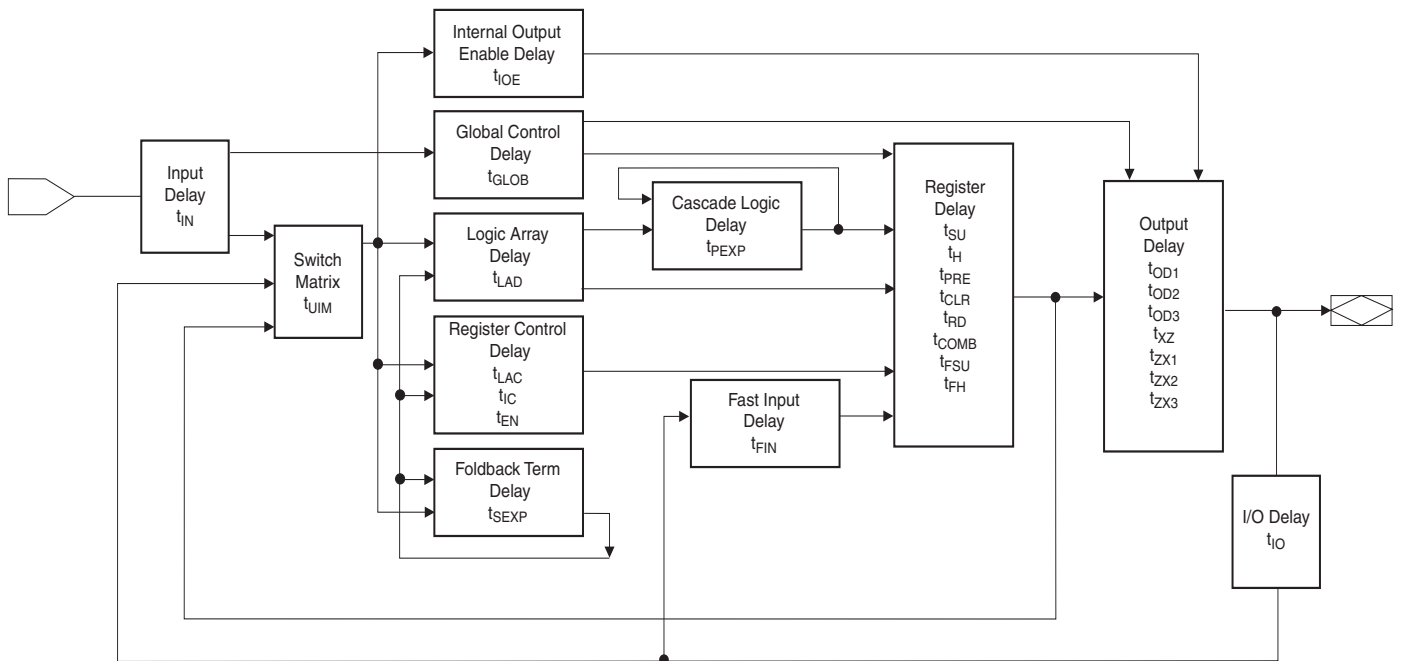 Internal Output
Enable Delay
tIOE
Global Control
Delay
tGLOB
Input
Delay
tIN
Switch
Matrix
tUIM
Logic Array
Delay
tLAD
Cascade Logic
Delay
tPEXP
Register Control
Delay
tLAC
tIC
tEN
Foldback Term
Delay
tSEXP
Fast Input
Delay
tFIN
Register
Delay
tSU
tH
tPRE
tCLR
tRD
tCOMB
tFSU
tFH
Output
Delay
tOD1
tOD2
tOD3
tXZ
tZX1
tZX2
tZX3
I/O Delay
tIO